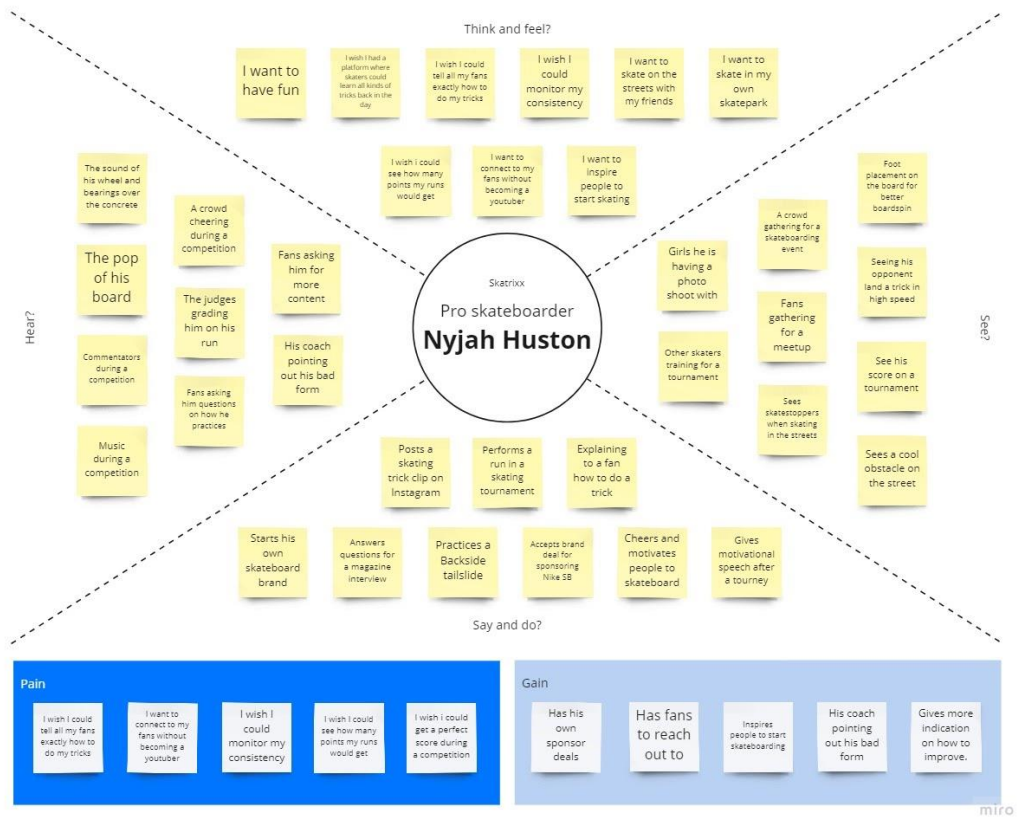 Think and feel?
I want to
have fun
I wish I had a
platform where
skaters could
learn all kinds of
tricks back in the
day
I wish I could
tell all my fans
exactly how to
do my tricks
I wish I
could
monitor my
consistency
I want to
skate on the
streets with
my friends
I want to
skate in my
own
skatepark
I wish i could
see how many
points my runs
would get
I want to
connect to my
fans without
becoming a
youtuber
I want to
inspire
people to
start skating
Hear?
The sound of
his wheel and
bearings over
the concrete
The pop
of his
board
Commentators
during a
competition
Music
during a
competition
A crowd
cheering
during a
competition
The judges
grading
him on his
run
Fans asking
him questions
on how he
practices
Fans asking
him for
more
content
His coach
pointing
out his bad
form
Skatrixx
Pro skateboarder
Nyjah Huston
Girls he is
having a
photo
shoot with
Other skaters
training for a
tournament
A crowd
gathering for a
skateboarding
event
Fans
gathering
for a
meetup
Sees
skatestoppers
when skating
in the streets
Foot
placement on
the board for
better
boardspin
Seeing his
opponent
land a trick in
high speed
See his
score on a
tournament
Sees a cool
obstacle on
the street
See?
Posts a
skating
trick clip on
Instagram
Performs a
run in a
skating
tournament
Explaining
to a fan
how to do a
trick
Starts his
own
skateboard
brand
Answers
questions for
a magazine
interview
Practices a
Backside
tailslide
Accepts brand
deal for
sponsoring
Nike SB
Cheers and
motivates
people to
skateboard
Gives
motivational
speech after
a tourney
Say and do?
Pain
I wish I could
tell all my fans
exactly how to
do my tricks
I want to
connect to my
fans without
becoming a
youtuber
I wish I
could
monitor my
consistency
I wish I could
see how many
points my runs
would get
I wish i could
get a perfect
score during
a competition
Gain
Has his
own
sponsor
deals
Has fans
to reach
out to
Inspires
people to start
skateboarding
His coach
pointing
out his bad
form
Gives more
indication
on how to
improve.
miro